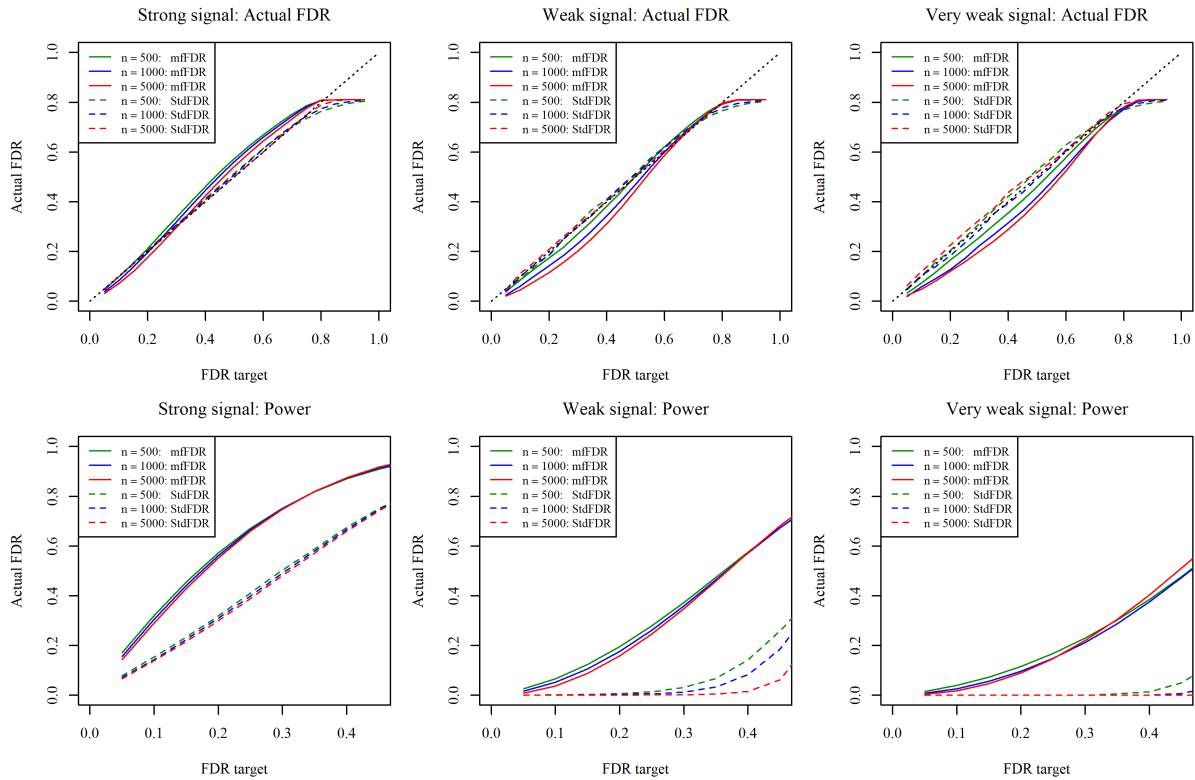 Strong signal: Actual FDR
n = 500: mfFDR
n = 1000: mfFDR
n = 5000: mfFDR
n = 500: StdFDR
n = 1000: StdFDR
n = 5000: StdFDR
Actual FDR
0.0 0.2 0.4 0.6 0.8 1.0
0.0 0.2 0.4 0.6 0.8 1.0
FDR target
Weak signal: Actual FDR
n = 500: mfFDR
n = 1000: mfFDR
n = 5000: mfFDR
n = 500: StdFDR
n = 1000: StdFDR
n = 5000: StdFDR
Actual FDR
0.0 0.2 0.4 0.6 0.8 1.0
0.0 0.2 0.4 0.6 0.8 1.0
FDR target
Very weak signal: Actual FDR
n = 500: mfFDR
n = 1000: mfFDR
n = 5000: mfFDR
n = 500: StdFDR
n = 1000: StdFDR
n = 5000: StdFDR
Actual FDR
0.0 0.2 0.4 0.6 0.8 1.0
0.0 0.2 0.4 0.6 0.8 1.0
FDR target
Strong signal: Power
n = 500: mfFDR
n = 1000: mfFDR
n = 5000: mfFDR
n = 500: StdFDR
n = 1000: StdFDR
n = 5000: StdFDR
Actual FDR
0.0 0.2 0.4 0.6 0.8 1.0
0.0 0.1 0.2 0.3 0.4
FDR target
Weak signal: Power
n = 500: mfFDR
n = 1000: mfFDR
n = 5000: mfFDR
n = 500: StdFDR
n = 1000: StdFDR
n = 5000: StdFDR
Actual FDR
0.0 0.2 0.4 0.6 0.8 1.0
0.0 0.1 0.2 0.3 0.4
FDR target
Very weak signal: Power
n = 500: mfFDR
n = 1000: mfFDR
n = 5000: mfFDR
n = 500: StdFDR
n = 1000: StdFDR
n = 5000: StdFDR
Actual FDR
0.0 0.2 0.4 0.6 0.8 1.0
0.0 0.1 0.2 0.3 0.4
FDR target